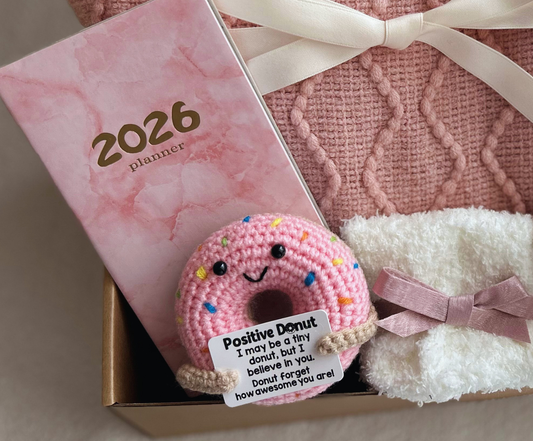 2026
planner
Positive Donut
I may be a tiny
donut, but I
believe in you.
Donut forget
how awesome you are!